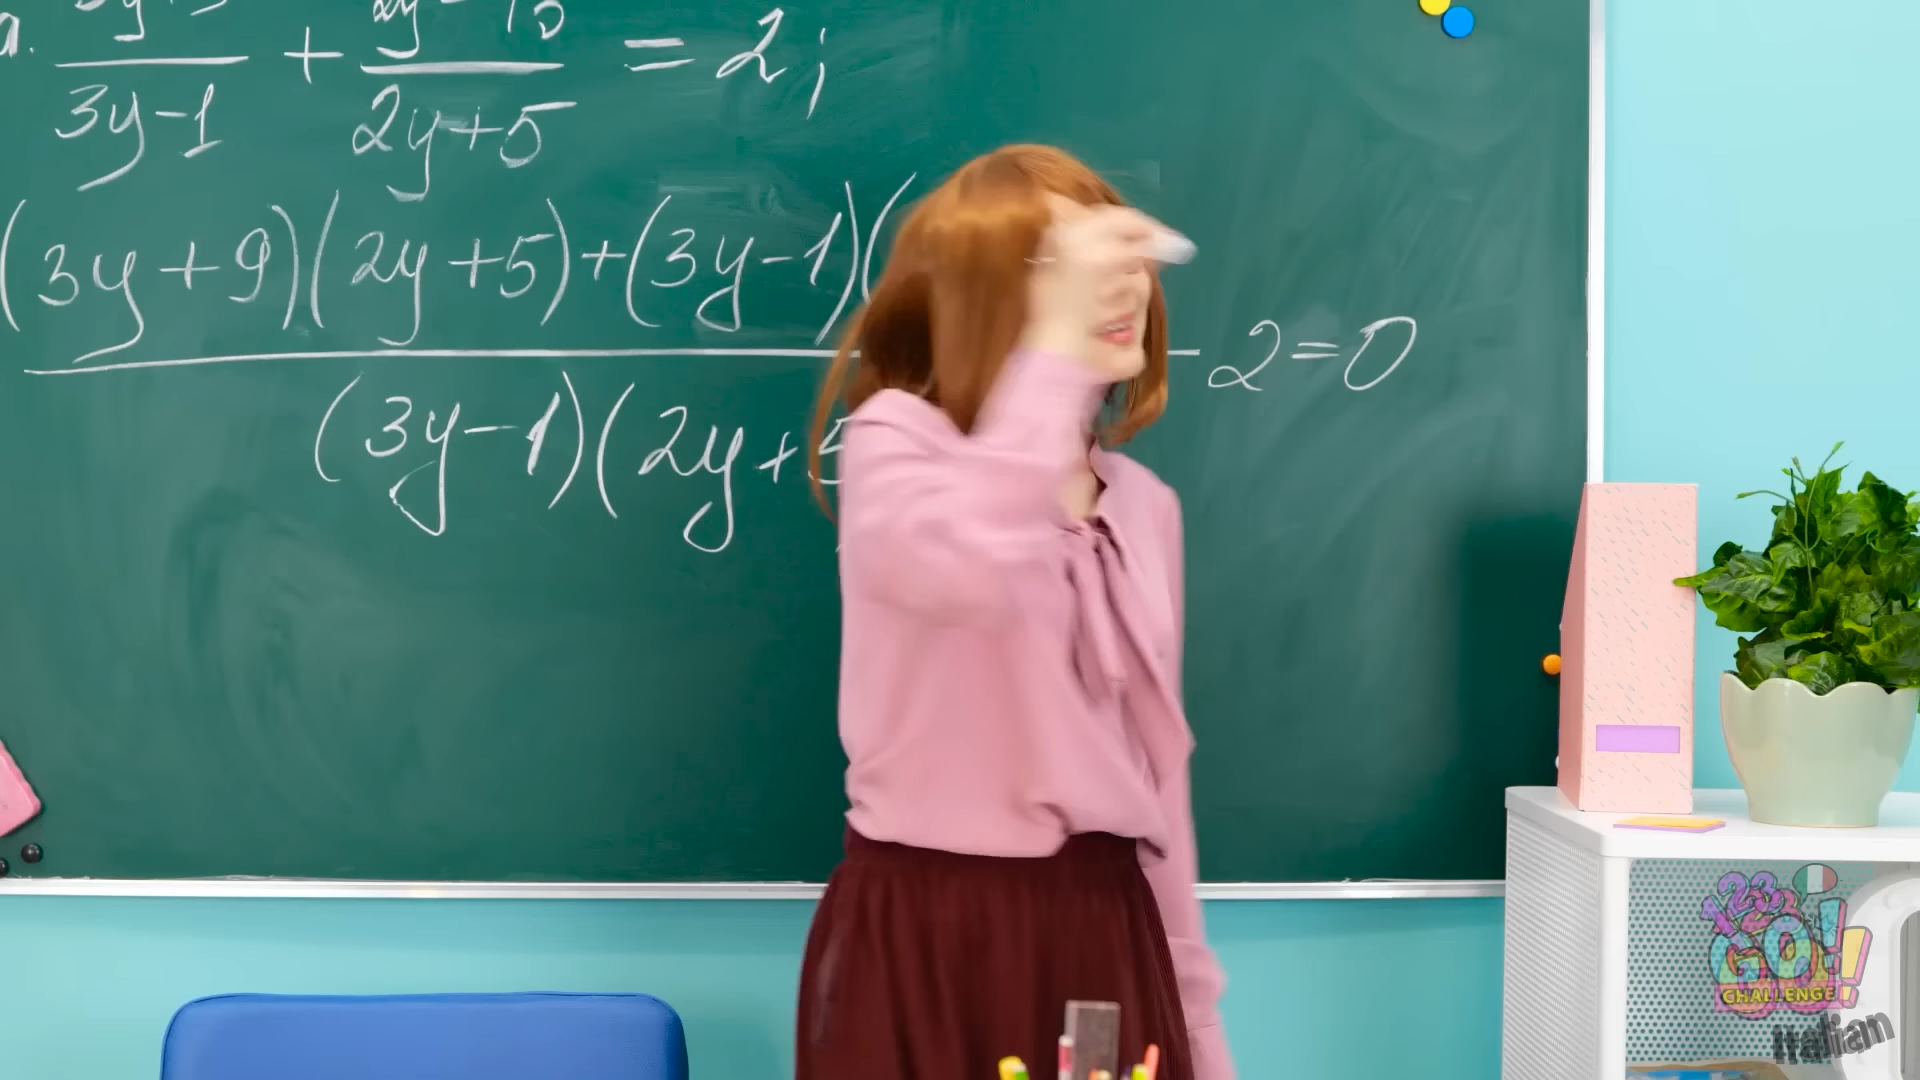 3y-1 + 2y+5 = 2;
(3y+9)(2y+5)+(3y-1)( - 2=0
(3y-1)(2y+5
123 GO!
CHALLENGE!
Italian